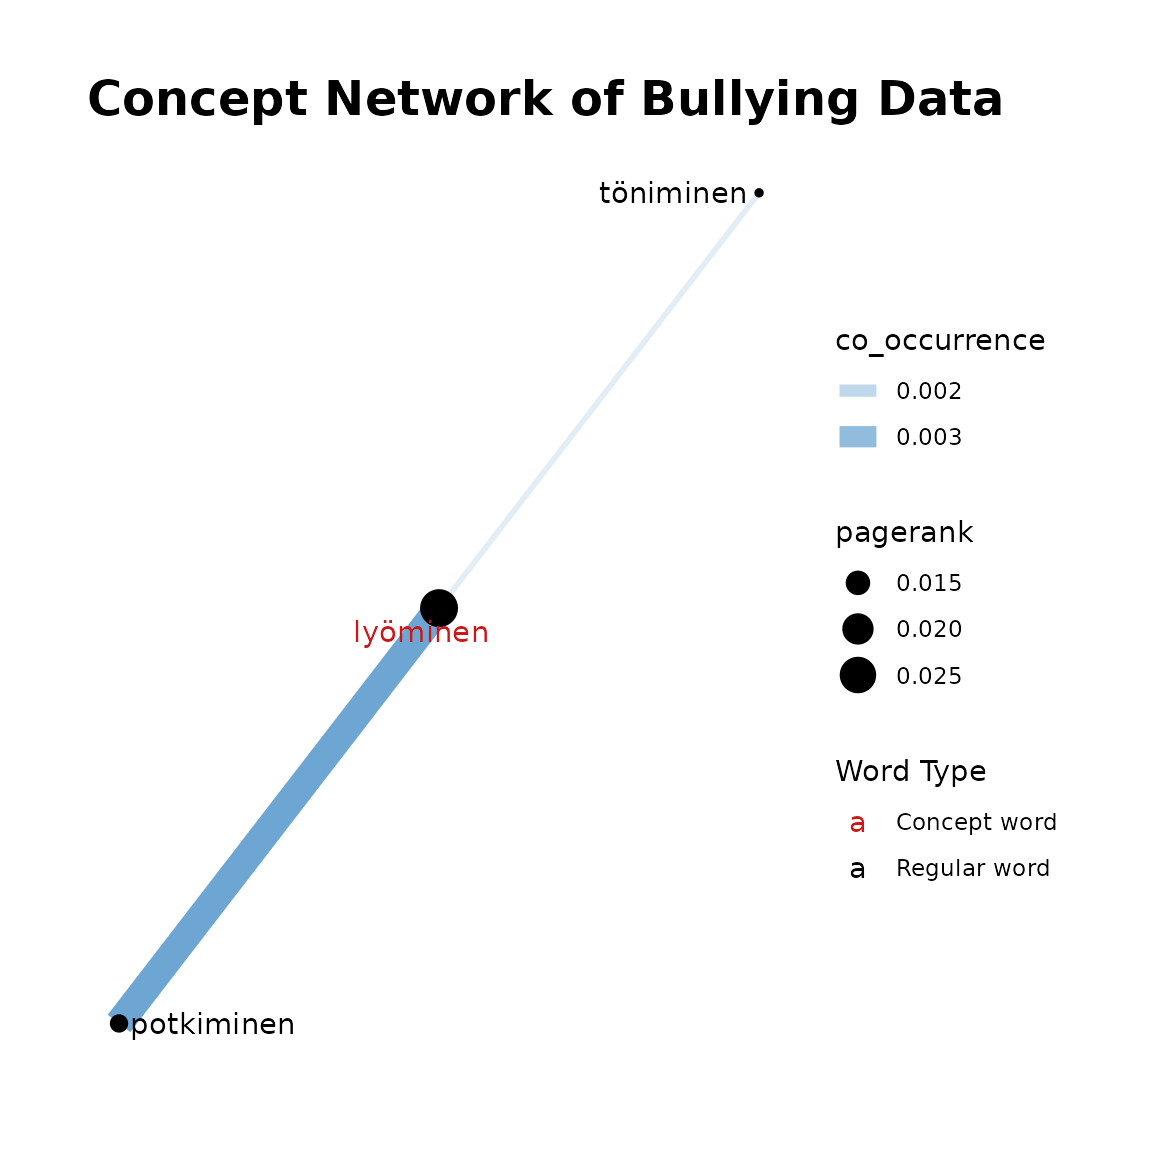 Concept Network of Bullying Data
töniminen
co_occurrence
0.002
0.003
pagerank
0.015
lyöminen
0.020
0.025
Word Type
a Concept word
a Regular word
potkiminen